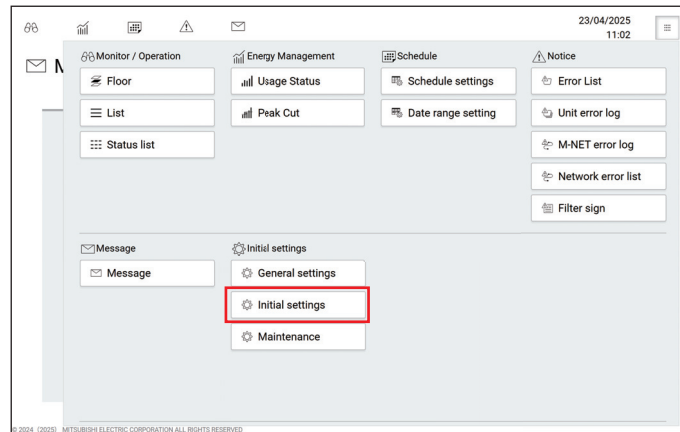 23/04/2025
11:02
M
Monitor / Operation
Floor
List
Status list
Energy Management
Usage Status
Peak Cut
Schedule
Schedule settings
Date range setting
Notice
Error List
Unit error log
M-NET error log
Network error list
Filter sign
Message
Message
Initial settings
General settings
Initial settings
Maintenance
© 2024 (2025) MITSUBISHI ELECTRIC CORPORATION ALL RIGHTS RESERVED